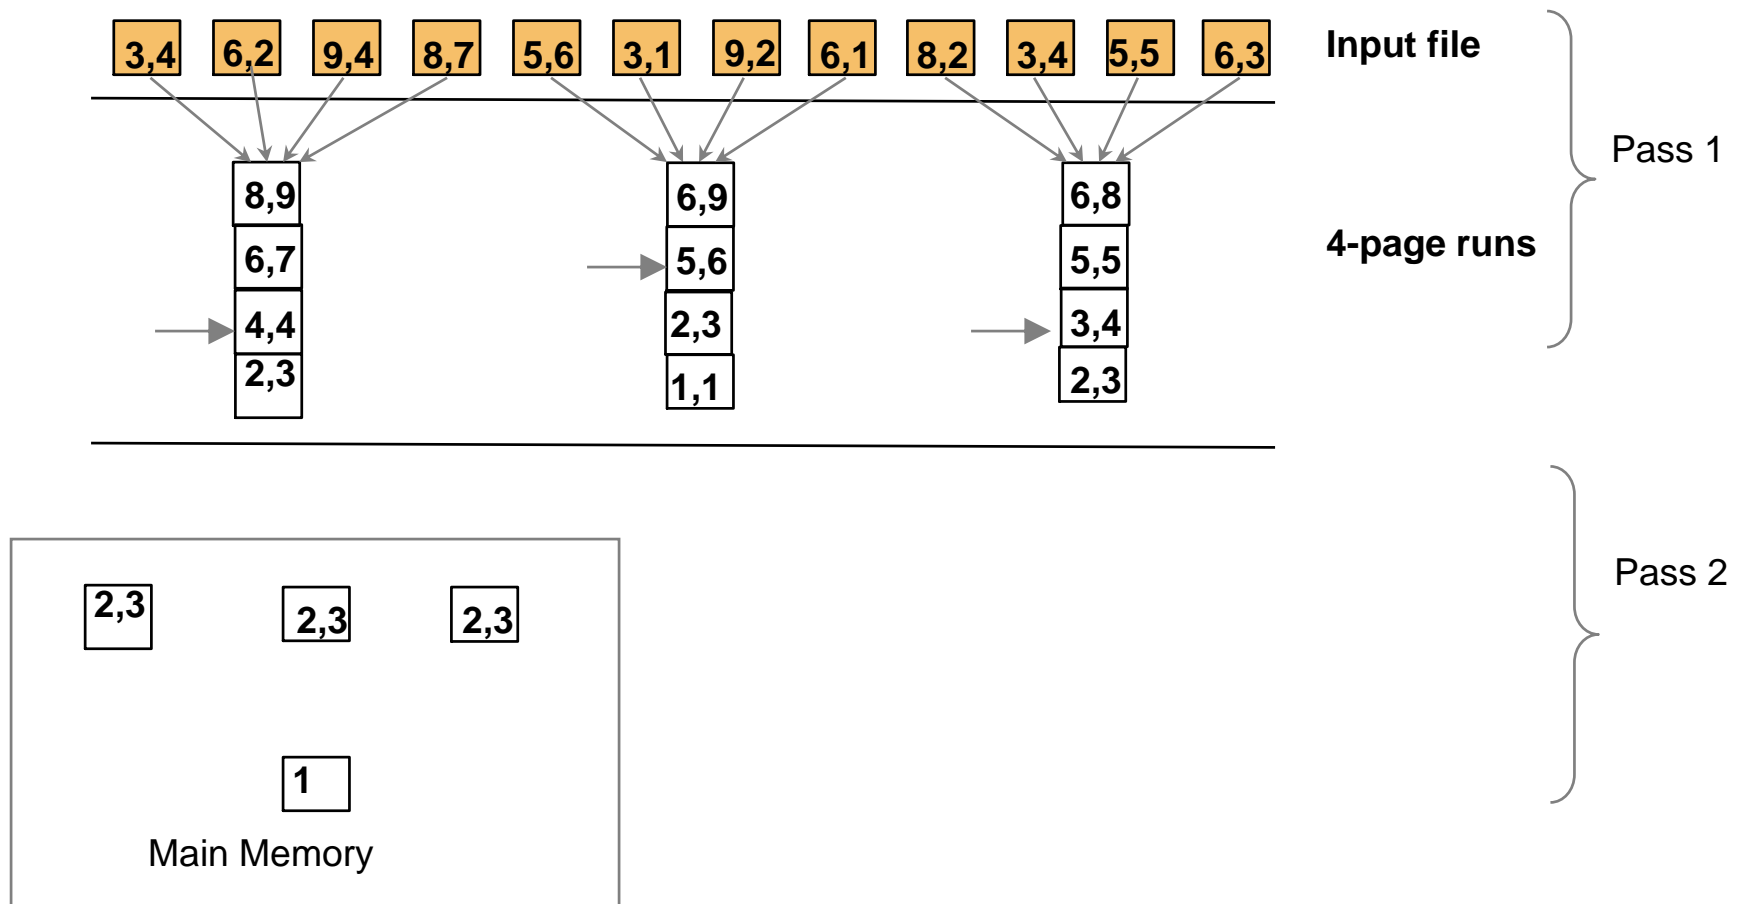 3,4 6,2 9,4 8,7 5,6 3,1 9,2 6,1 8,2 3,4 5,5 6,3 Input file
Pass 1
8,9 6,9 6,8
4-page runs
6,7 5,6 5,5
4,4 2,3 3,4
2,3 1,1 2,3
Pass 2
2,3 2,3 2,3
1
Main Memory